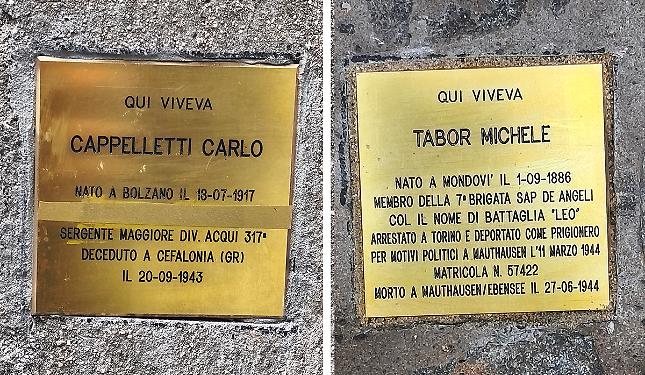 QUI VIVEVA
CAPPELLETTI CARLO
NATO A BOLZANO IL 13-07-1917
SERGENTE MAGGIORE DIV. ACQUI 317ª
DECEDUTO A CEFALONIA (GR)
IL 20-09-1943
QUI VIVEVA
TABOR MICHELE
NATO A MONDOVI' IL 1-09-1886
MEMBRO DELLA 7ª BRIGATA SAP DE ANGELI
COL IL NOME DI BATTAGLIA "LEO"
ARRESTATO A TORINO E DEPORTATO COME PRIGIONERO
PER MOTIVI POLITICI A MAUTHAUSEN L'11 MARZO 1944
MATRICOLA N. 57422
MORTO A MAUTHAUSEN/EBENSEE IL 27-06-1944